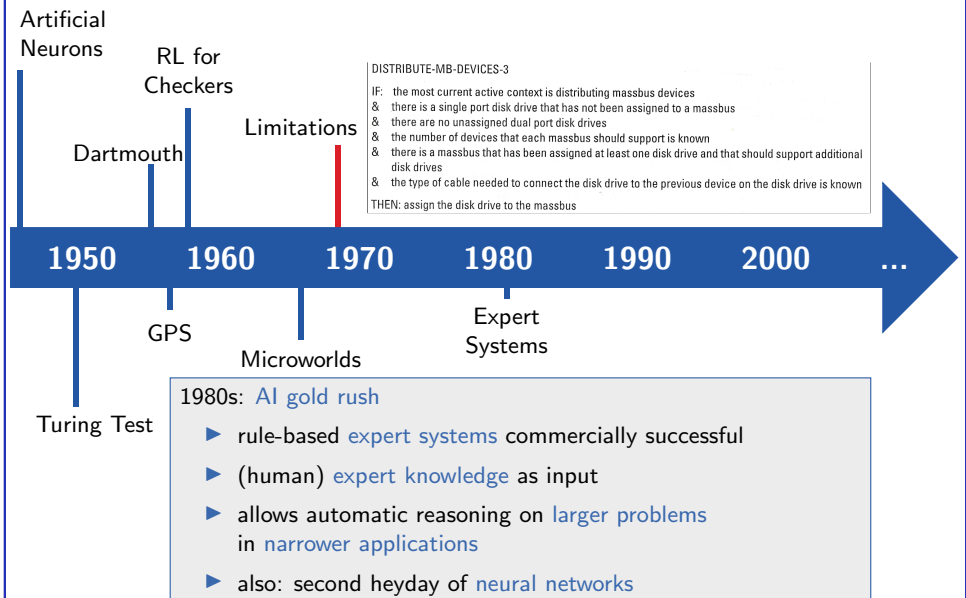 Artificial
Neurons
RL for
Checkers
Dartmouth
Limitations
DISTRIBUTE-MB-DEVICES-3
IF: the most current active context is distributing massbus devices
& there is a single port disk drive that has not been assigned to a massbus
& there are no unassigned dual port disk drives
& the number of devices that each massbus should support is known
& there is a massbus that has been assigned at least one disk drive and that should support additional
disk drives
& the type of cable needed to connect the disk drive to the previous device on the disk drive is known
THEN: assign the disk drive to the massbus
1950 1960 1970 1980 1990 2000 ...
GPS
Microworlds
Expert
Systems
Turing Test
1980s: AI gold rush
▶ rule-based expert systems commercially successful
▶ (human) expert knowledge as input
▶ allows automatic reasoning on larger problems
in narrower applications
▶ also: second heyday of neural networks